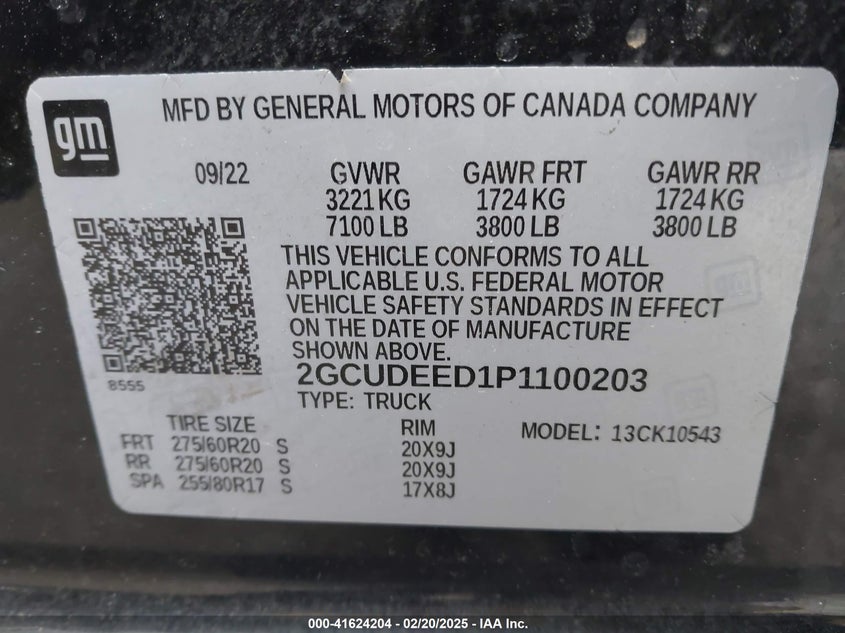 MFD BY GENERAL MOTORS OF CANADA COMPANY
gm
09/22 GVWR GAWR FRT GAWR RR
3221 KG 1724 KG 1724 KG
7100 LB 3800 LB 3800 LB
THIS VEHICLE CONFORMS TO ALL
APPLICABLE U.S. FEDERAL MOTOR
VEHICLE SAFETY STANDARDS IN EFFECT
ON THE DATE OF MANUFACTURE
SHOWN ABOVE.
8555
2GCUDEED1P1100203
TYPE: TRUCK
TIRE SIZE RIM MODEL: 13CK10543
FRT 275/60R20 S 20X9J
RR 275/60R20 S 20X9J
SPA 255/80R17 S 17X8J
000-41624204 - 02/20/2025 - IAA Inc.